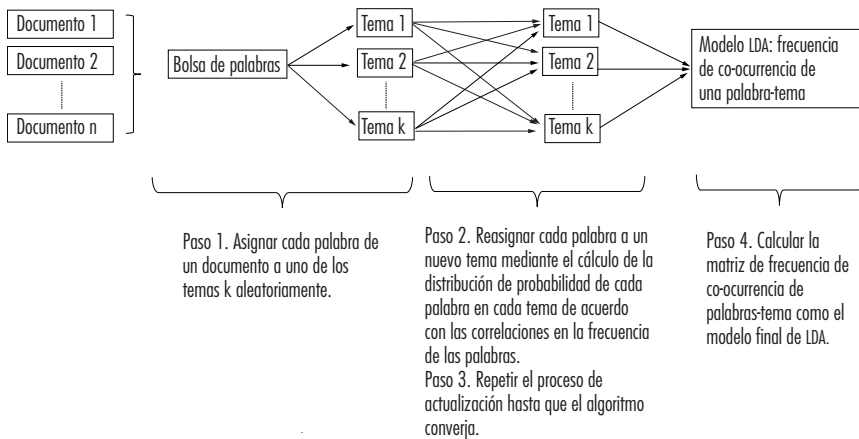 Documento 1
Documento 2
Documento n
Bolsa de palabras
Tema 1
Tema 2
Tema k
Tema 1
Tema 2
Tema k
Modelo LDA: frecuencia
de co-ocurrencia de
una palabra-tema
Paso 1. Asignar cada palabra de
un documento a uno de los
temas k aleatoriamente.
Paso 2. Reasignar cada palabra a un
nuevo tema mediante el cálculo de la
distribución de probabilidad de cada
palabra en cada tema de acuerdo
con las correlaciones en la frecuencia
de las palabras.
Paso 3. Repetir el proceso de
actualización hasta que el algoritmo
converja.
Paso 4. Calcular la
matriz de frecuencia de
co-ocurrencia de
palabras-tema como el
modelo final de LDA.